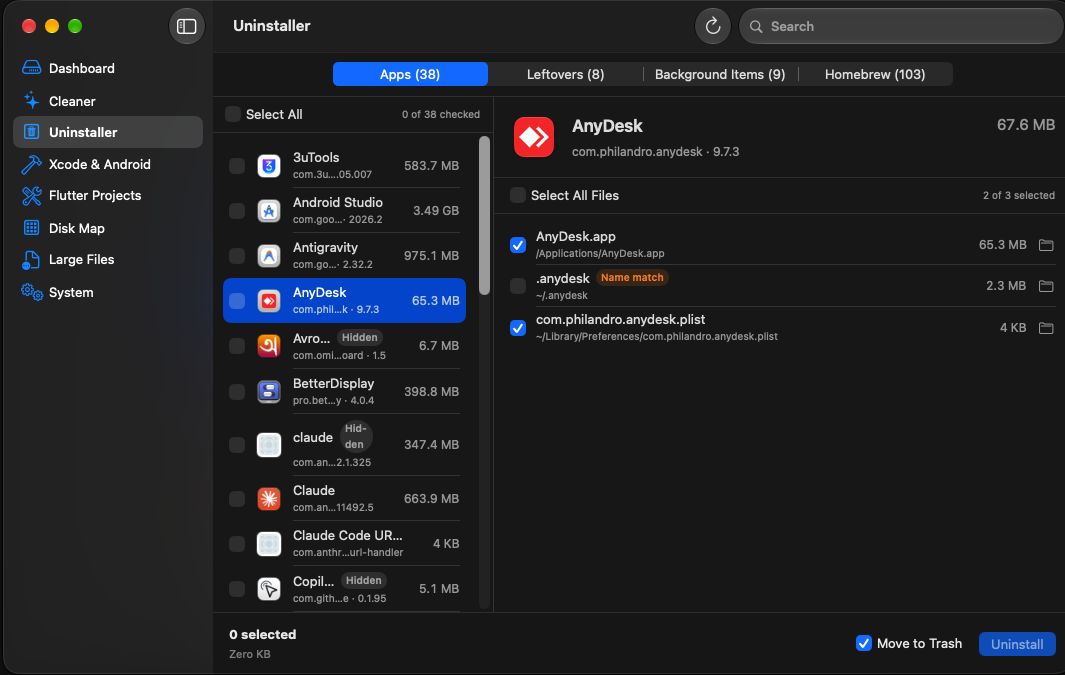 Uninstaller
Search
Dashboard
Cleaner
Uninstaller
Xcode & Android
Flutter Projects
Disk Map
Large Files
System
Apps (38)
Leftovers (8)
Background Items (9)
Homebrew (103)
Select All
0 of 38 checked
3uTools
com.3u....05.007
583.7 MB
Android Studio
com.goo...· 2026.2
3.49 GB
Antigravity
com.go...· 2.32.2
975.1 MB
AnyDesk
com.phil...k · 9.7.3
65.3 MB
Avro... Hidden
com.omi...oard · 1.5
6.7 MB
BetterDisplay
pro.bet...y · 4.0.4
398.8 MB
claude Hid-
den
com.an...2.1.325
347.4 MB
Claude
com.an...11492.5
663.9 MB
Claude Code UR...
com.anthr...url-handler
4 KB
Copil... Hidden
com.gith...e · 0.1.95
5.1 MB
AnyDesk
com.philandro.anydesk · 9.7.3
67.6 MB
Select All Files
2 of 3 selected
AnyDesk.app
/Applications/AnyDesk.app
65.3 MB
.anydesk Name match
~/.anydesk
2.3 MB
com.philandro.anydesk.plist
~/Library/Preferences/com.philandro.anydesk.plist
4 KB
0 selected
Zero KB
Move to Trash
Uninstall